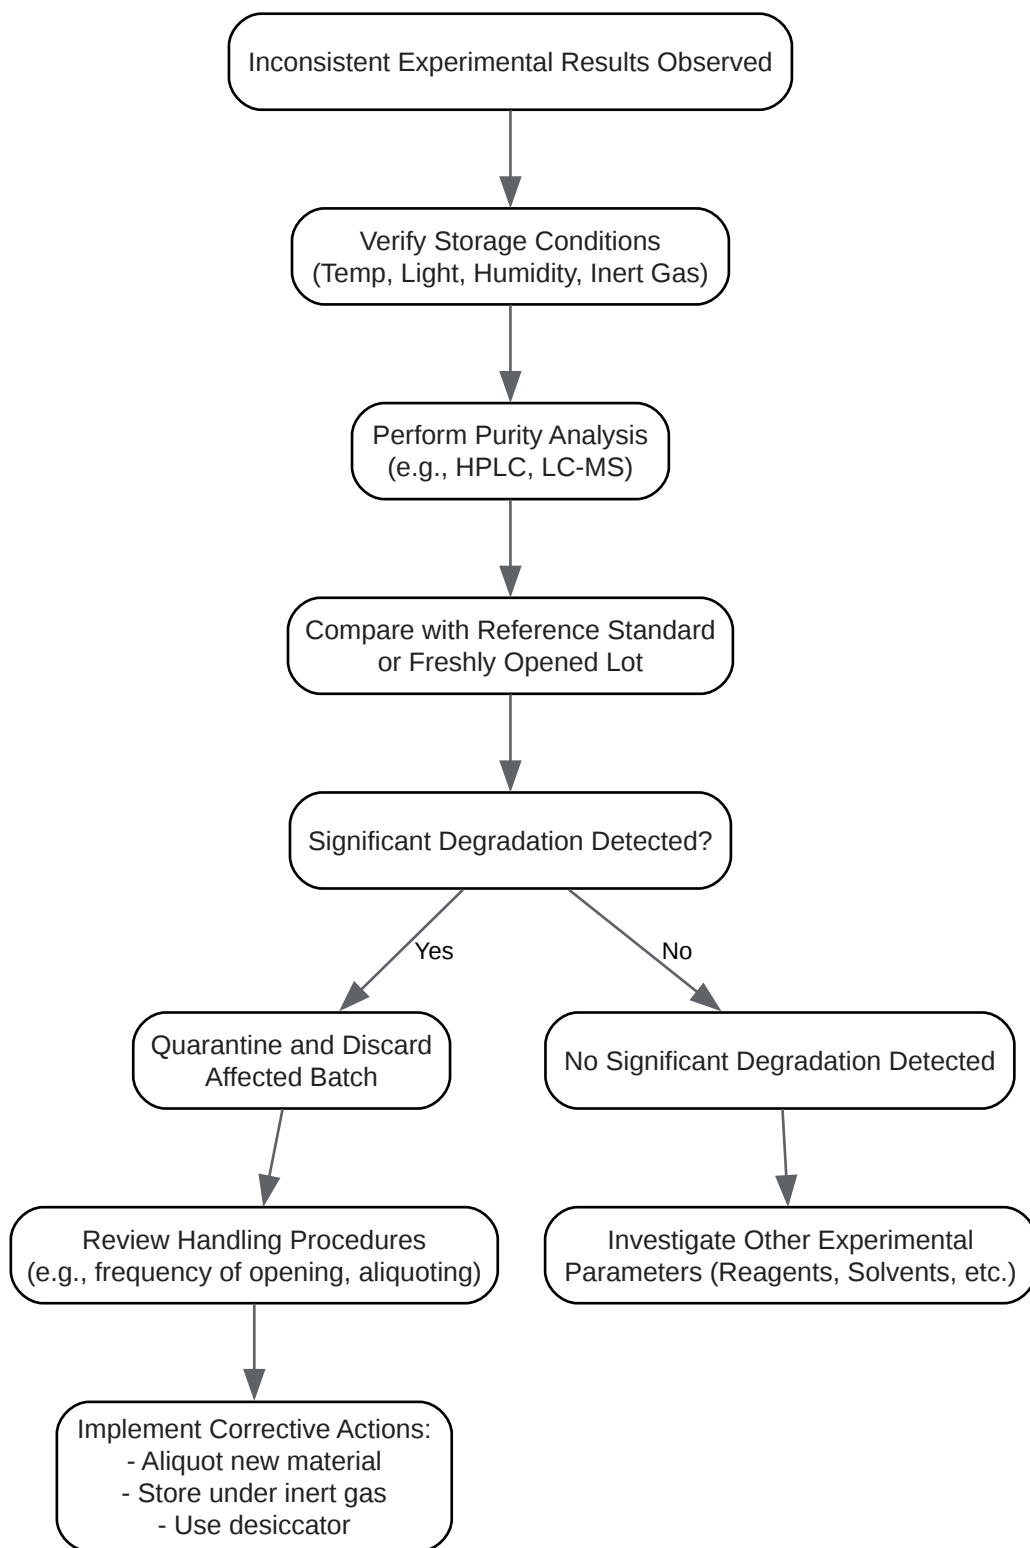 Inconsistent Experimental Results Observed
Verify Storage Conditions
(Temp, Light, Humidity, Inert Gas)
Perform Purity Analysis
(e.g., HPLC, LC-MS)
Compare with Reference Standard
or Freshly Opened Lot
Significant Degradation Detected?
Yes
No
Quarantine and Discard
Affected Batch
No Significant Degradation Detected
Review Handling Procedures
(e.g., frequency of opening, aliquoting)
Investigate Other Experimental
Parameters (Reagents, Solvents, etc.)
Implement Corrective Actions:
- Aliquot new material
- Store under inert gas
- Use desiccator